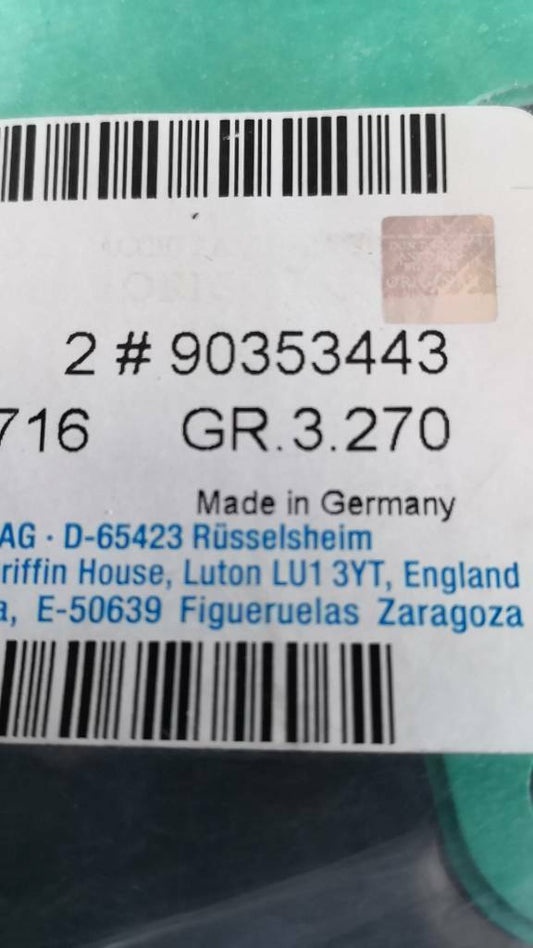 2 # 90353443
716 GR.3.270
Made in Germany
AG · D-65423 Rüsselsheim
riffin House, Luton LU1 3YT, England
a, E-50639 Figueruelas Zaragoza